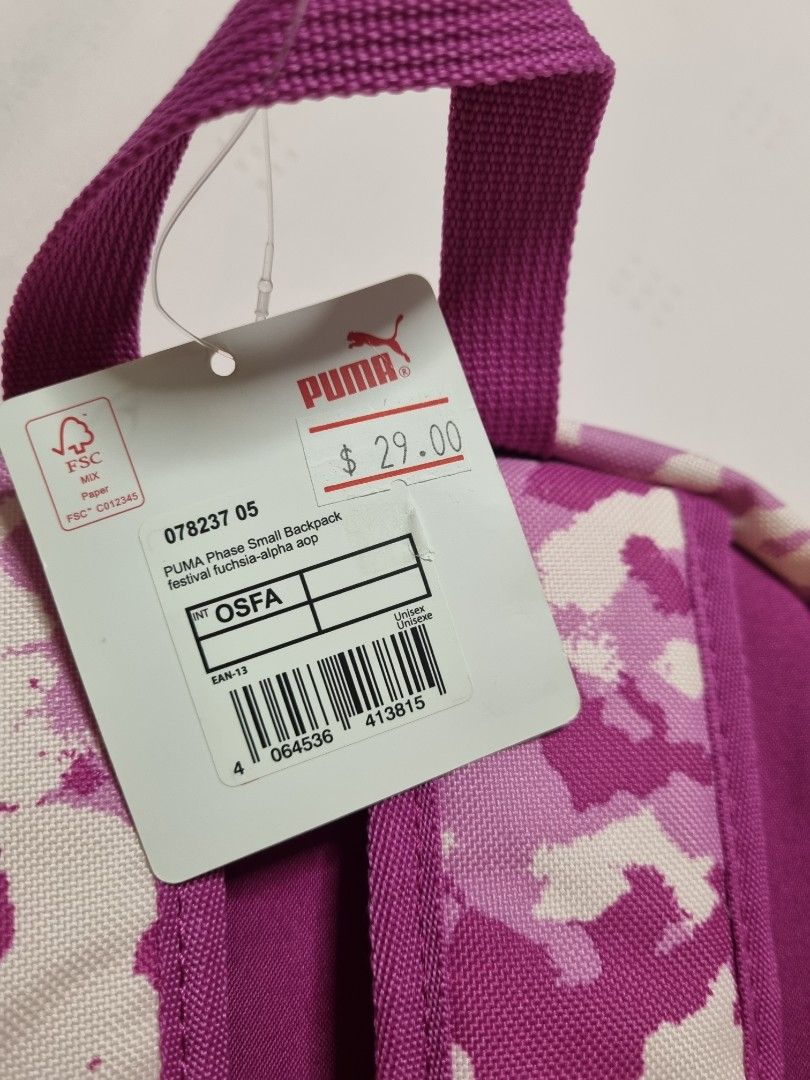 PUMA®
$ 29.00
FSC
MIX
Paper
FSC™ C012345
078237 05
PUMA Phase Small Backpack
festival fuchsia-alpha aop
INT OSFA
Unisex
Unisexe
EAN-13
4 064536 413815